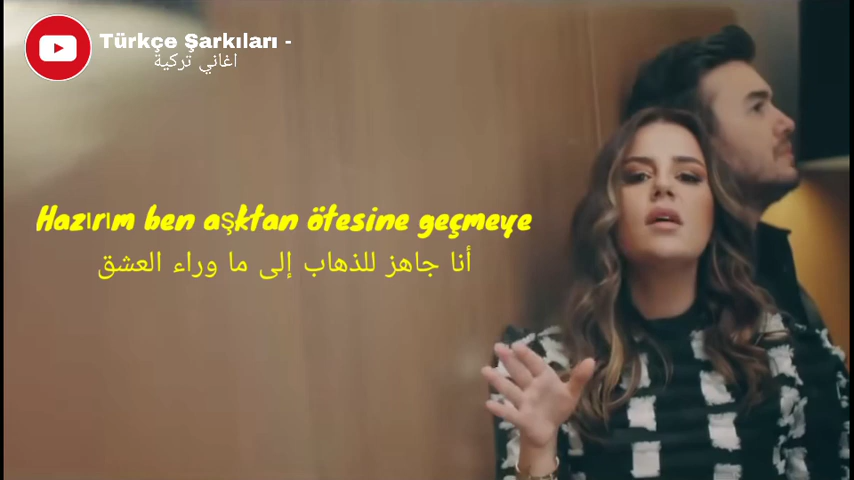 Türkçe Şarkıları -
اغاني تركية
Hazırım ben aşktan ötesine geçmeye
أنا جاهز للذهاب إلى ما وراء العشق